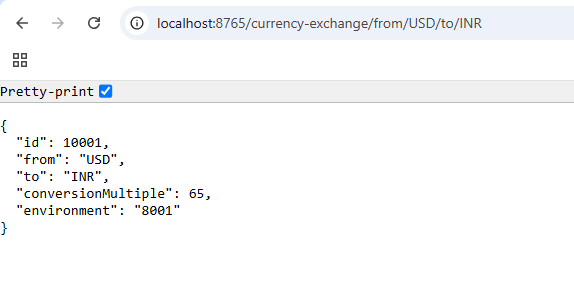 localhost:8765/currency-exchange/from/USD/to/INR
Pretty-print
{
  "id": 10001,
  "from": "USD",
  "to": "INR",
  "conversionMultiple": 65,
  "environment": "8001"
}